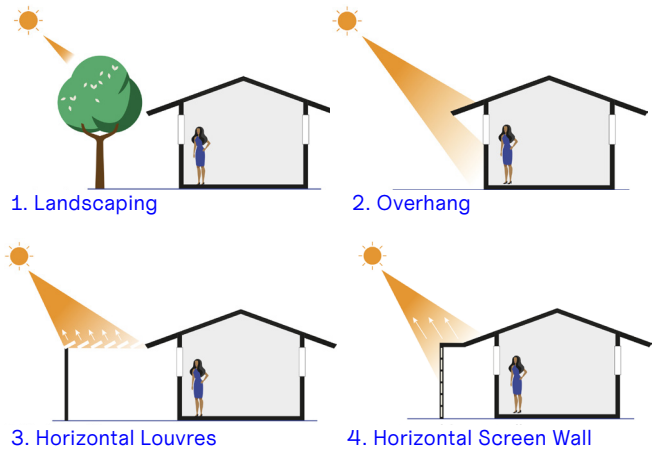 1. Landscaping
2. Overhang
3. Horizontal Louvres
4. Horizontal Screen Wall